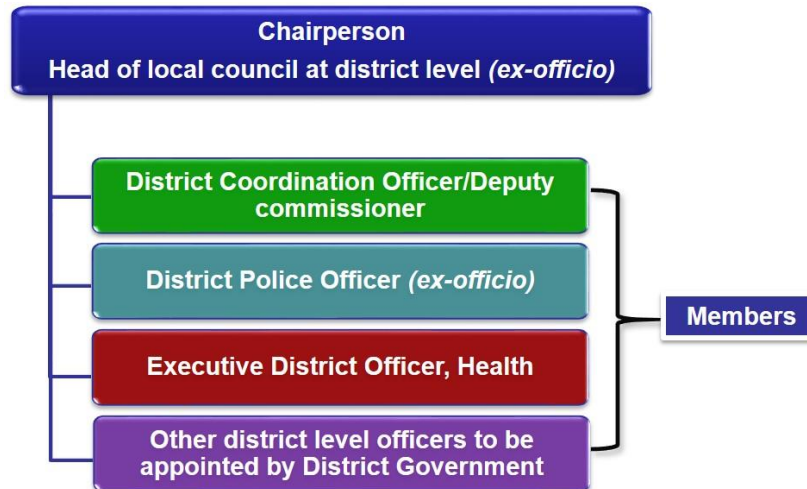 Chairperson
Head of local council at district level (ex-officio)
District Coordination Officer/Deputy
commissioner
District Police Officer (ex-officio)
Members
Executive District Officer, Health
Other district level officers to be
appointed by District Government